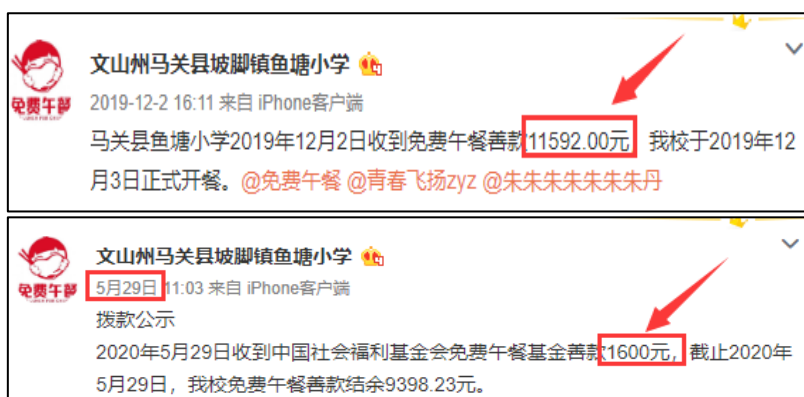 文山州马关县坡脚镇鱼塘小学
免费午餐
2019-12-2 16:11 来自 iPhone客户端
马关县鱼塘小学2019年12月2日收到免费午餐善款11592.00元，我校于2019年12
月3日正式开餐。@免费午餐 @青春飞扬zyz @朱朱朱朱朱朱朱丹
文山州马关县坡脚镇鱼塘小学
免费午餐
5月29日 11:03 来自 iPhone客户端
拨款公示
2020年5月29日收到中国社会福利基金会免费午餐基金善款1600元，截止2020年
5月29日，我校免费午餐善款结余9398.23元。